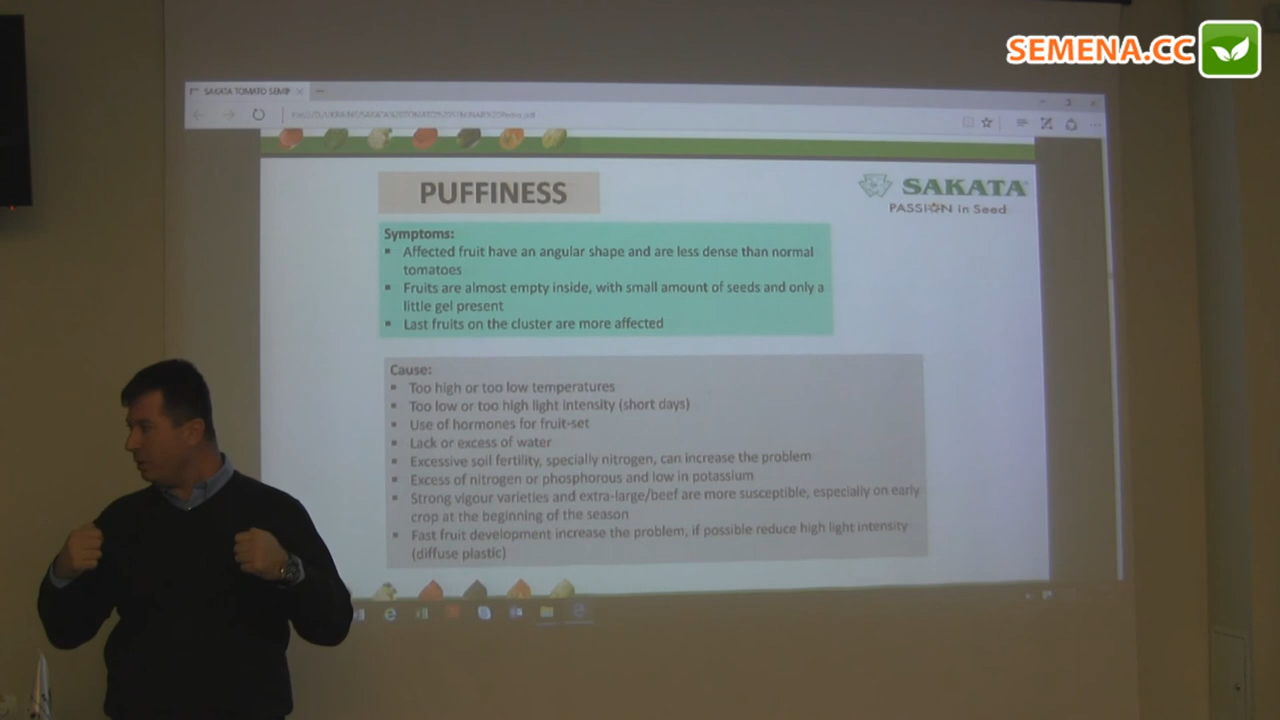 SEMENA.CC
SAKATA TOMATO SEMI
PUFFINESS
SAKATA
PASSION in Seed
Symptoms:
▪ Affected fruit have an angular shape and are less dense than normal
tomatoes
▪ Fruits are almost empty inside, with small amount of seeds and only a
little gel present
▪ Last fruits on the cluster are more affected
Cause:
▪ Too high or too low temperatures
▪ Too low or too high light intensity (short days)
▪ Use of hormones for fruit-set
▪ Lack or excess of water
▪ Excessive soil fertility, specially nitrogen, can increase the problem
▪ Excess of nitrogen or phosphorous and low in potassium
▪ Strong vigour varieties and extra-large/beef are more susceptible, especially on early
crop at the beginning of the season
▪ Fast fruit development increase the problem, if possible reduce high light intensity
(diffuse plastic)